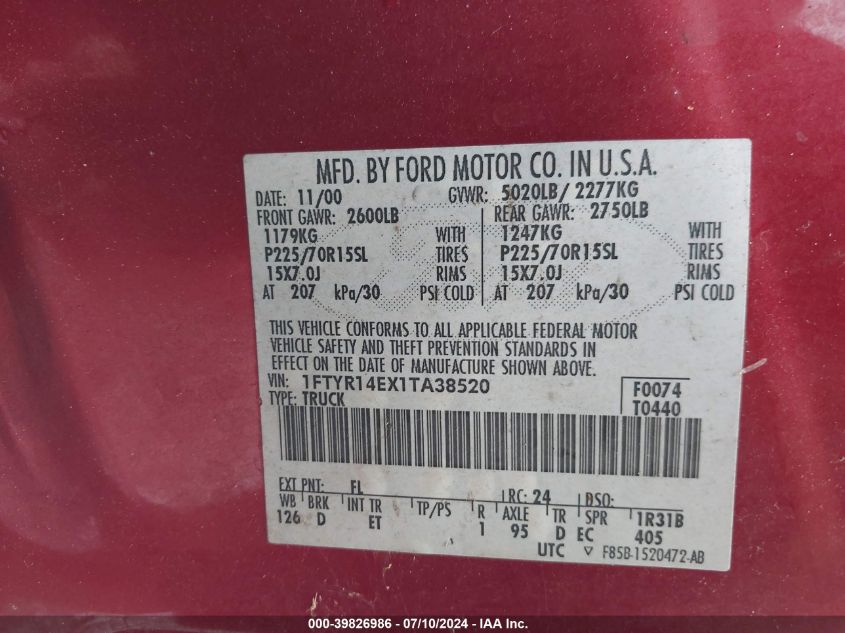 MFD. BY FORD MOTOR CO. IN U.S.A.
DATE: 11/00 GVWR: 5020LB/ 2277KG
FRONT GAWR: 2600LB REAR GAWR: 2750LB
1179KG WITH 1247KG WITH
P225/70R15SL TIRES P225/70R15SL TIRES
15X7.0J RIMS 15X7.0J RIMS
AT 207 kPa/30 PSI COLD AT 207 kPa/30 PSI COLD
THIS VEHICLE CONFORMS TO ALL APPLICABLE FEDERAL MOTOR
VEHICLE SAFETY AND THEFT PREVENTION STANDARDS IN
EFFECT ON THE DATE OF MANUFACTURE SHOWN ABOVE.
VIN: 1FTYR14EX1TA38520 F0074
TYPE: TRUCK T0440
EXT PNT: FL RC: 24 DSO:
WB BRK INT TR TP/PS R AXLE TR SPR 1R31B
126 D ET 1 95 D EC 405
UTC F85B-1520472-AB
000-39826986 / 07/10/2024 - IAA Inc.